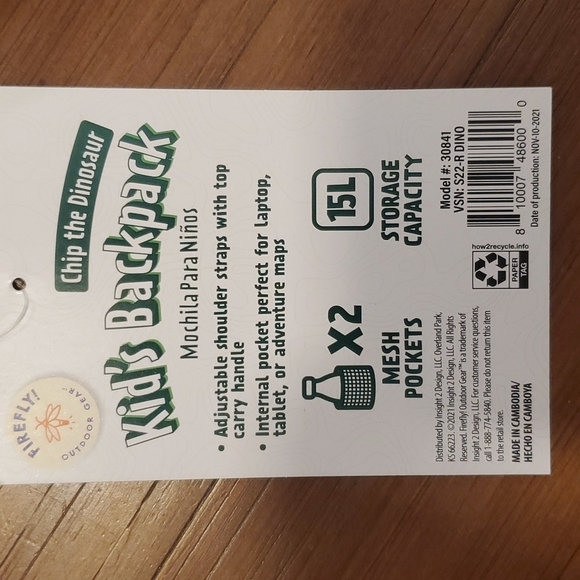 FIREFLY!
OUTDOOR GEAR™
Chip the Dinosaur
Kid's Backpack
Mochila Para Niños
• Adjustable shoulder straps with top
carry handle
• Internal pocket perfect for laptop,
tablet, or adventure maps
X2
MESH
POCKETS
15L
STORAGE
CAPACITY
Distributed by Insight 2 Design, LLC. Overland Park,
KS 66223. ©2021 Insight 2 Design, LLC. All Rights
Reserved. Firefly! Outdoor Gear™ is a trademark of
Insight 2 Design, LLC. For customer service questions,
call 1-888-774-5840. Please do not return this item
to the retail store.
MADE IN CAMBODIA/
HECHO EN CAMBOYA
how2recycle.info
PAPER
TAG
Model #: 30841
VSN: S22-R DINO
8 10007 48600 0
Date of production: NOV-10-2021